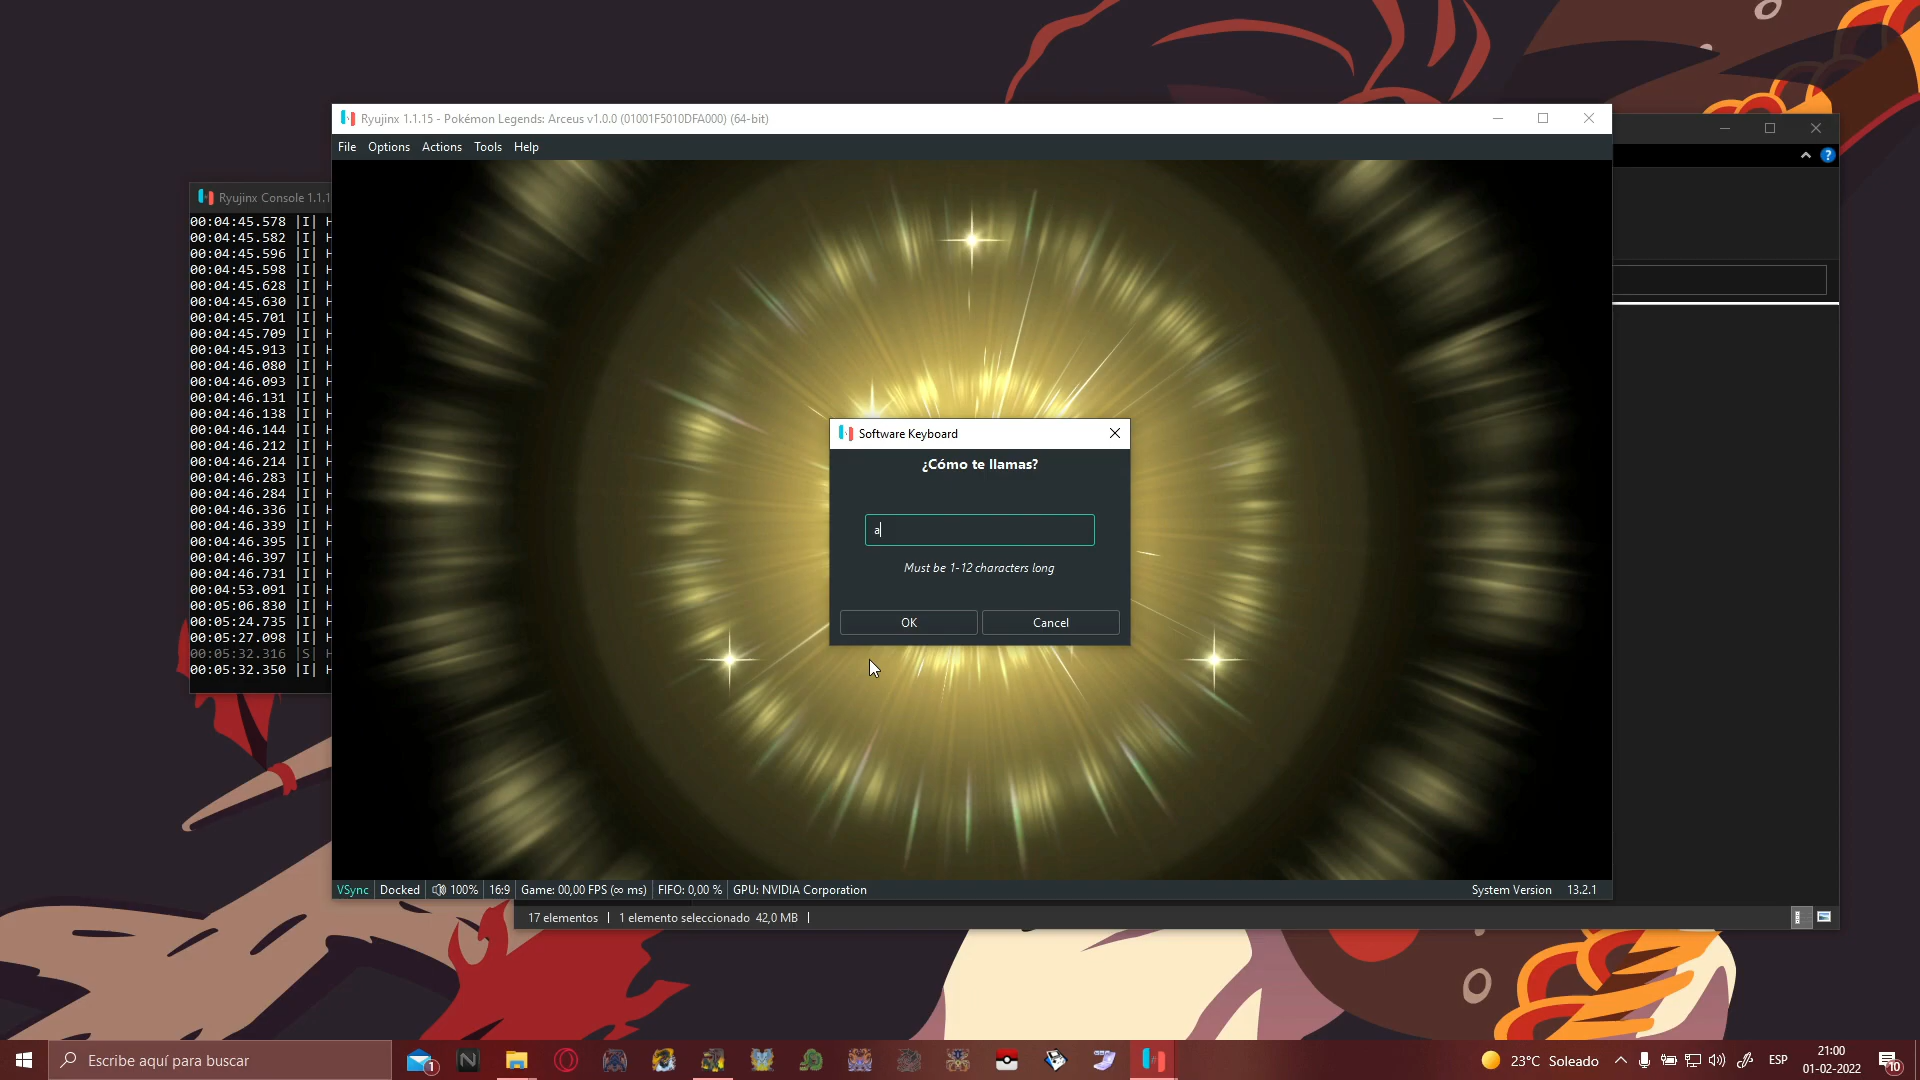 Ryujinx 1.1.15 - Pokémon Legends: Arceus v1.0.0 (01001F5010DFA000) (64-bit)
File Options Actions Tools Help
Ryujinx Console 1.1.1
00:04:45.578 |I| H
00:04:45.582 |I| H
00:04:45.596 |I| H
00:04:45.598 |I| H
00:04:45.628 |I| H
00:04:45.630 |I| H
00:04:45.701 |I| H
00:04:45.709 |I| H
00:04:45.913 |I| H
00:04:46.080 |I| H
00:04:46.093 |I| H
00:04:46.131 |I| H
00:04:46.138 |I| H
00:04:46.144 |I| H
00:04:46.212 |I| H
00:04:46.214 |I| H
00:04:46.283 |I| H
00:04:46.284 |I| H
00:04:46.336 |I| H
00:04:46.339 |I| H
00:04:46.395 |I| H
00:04:46.397 |I| H
00:04:46.731 |I| H
00:04:53.091 |I| H
00:05:06.830 |I| H
00:05:24.735 |I| H
00:05:27.098 |I| H
00:05:32.316 |S| H
00:05:32.350 |I| H
Software Keyboard
¿Cómo te llamas?
a
Must be 1-12 characters long
OK Cancel
VSync Docked 100% 16:9 Game: 00,00 FPS (∞ ms) FIFO: 0,00 % GPU: NVIDIA Corporation System Version 13.2.1
17 elementos 1 elemento seleccionado 42,0 MB
Escribe aquí para buscar
1
N
23°C Soleado
ESP
21:00
01-02-2022
10